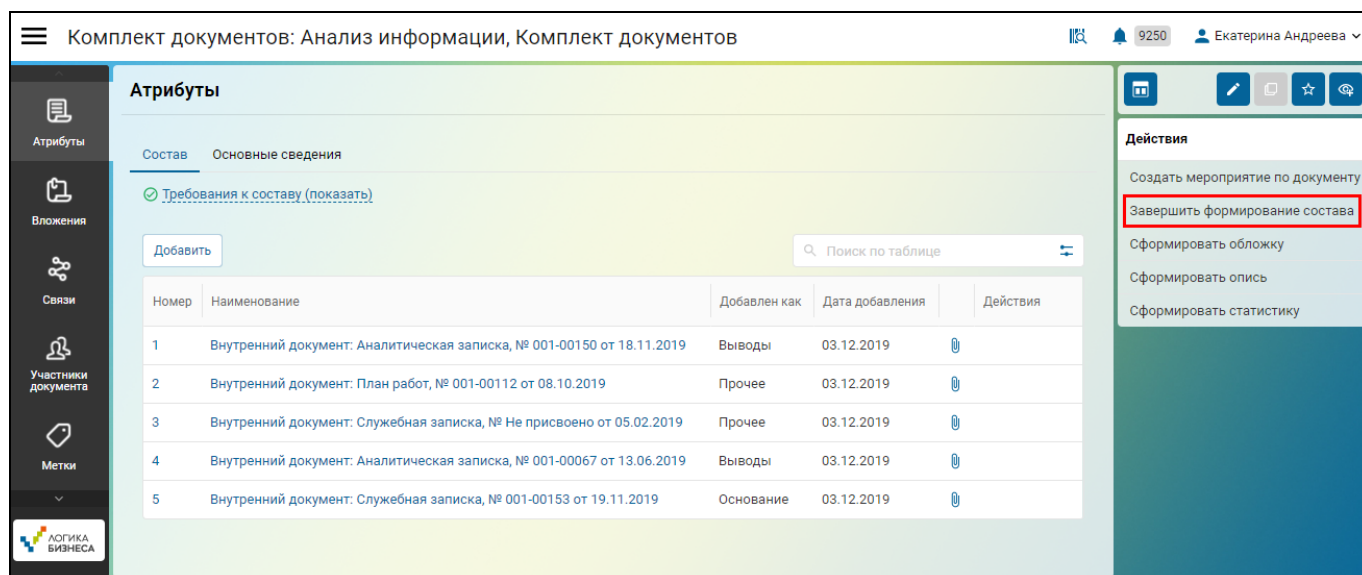 Комплект документов: Анализ информации, Комплект документов
9250
Екатерина Андреева
Атрибуты
Вложения
Связи
Участники
документа
Метки
ЛОГИКА
БИЗНЕСА
Атрибуты
Состав Основные сведения
Требования к составу (показать)
Добавить
Поиск по таблице
Номер Наименование Добавлен как Дата добавления Действия
1 Внутренний документ: Аналитическая записка, № 001-00150 от 18.11.2019 Выводы 03.12.2019
2 Внутренний документ: План работ, № 001-00112 от 08.10.2019 Прочее 03.12.2019
3 Внутренний документ: Служебная записка, № Не присвоено от 05.02.2019 Прочее 03.12.2019
4 Внутренний документ: Аналитическая записка, № 001-00067 от 13.06.2019 Выводы 03.12.2019
5 Внутренний документ: Служебная записка, № 001-00153 от 19.11.2019 Основание 03.12.2019
Действия
Создать мероприятие по документу
Завершить формирование состава
Сформировать обложку
Сформировать опись
Сформировать статистику